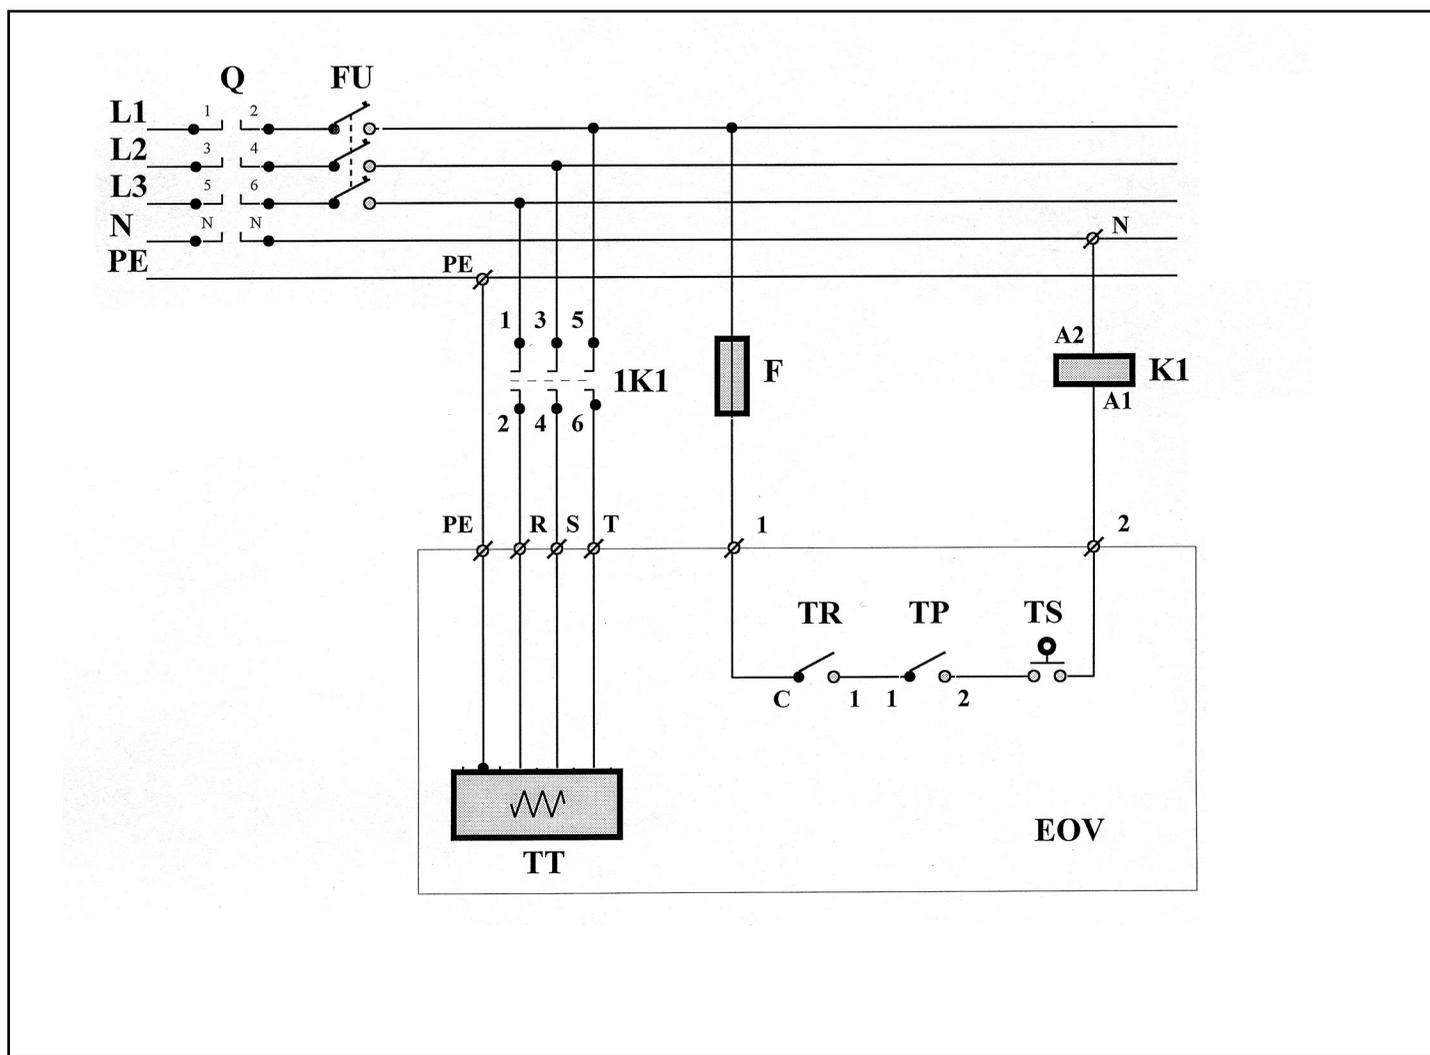 Q FU
L1 1 2
L2 3 4
L3 5 6
N N N N
PE PE
1 3 5
A2
1K1 F K1
A1
2 4 6
PE R S T 1 2
TR TP TS
C 1 1 2
EOV
TT